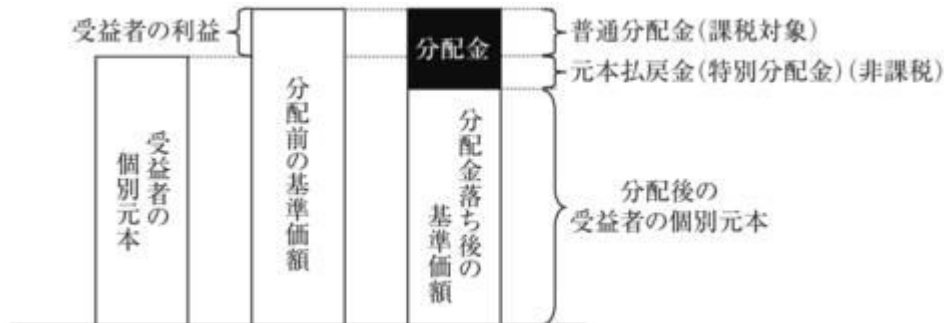 受益者の利益
分配金
普通分配金(課税対象)
元本払戻金(特別分配金)(非課税)
受益者の
個別元本
分配前の基準価額
分配金落ち後の
基準価額
分配後の
受益者の個別元本